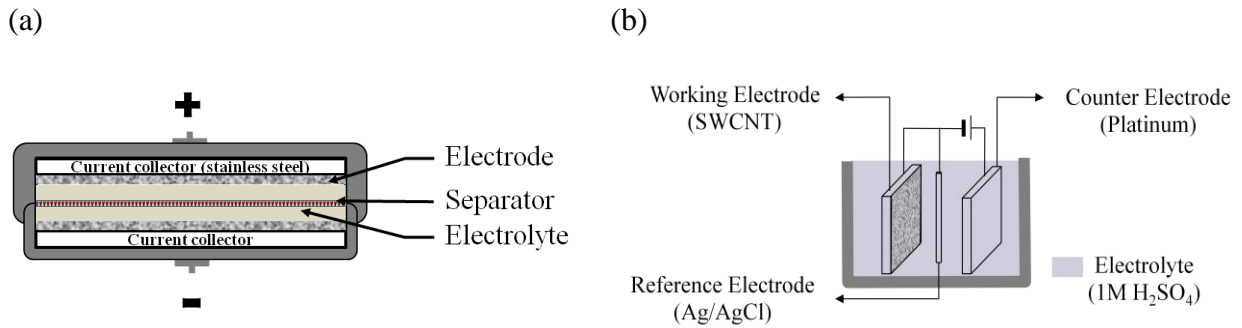 (a)
+
Current collector (stainless steel)
Electrode
Separator
Electrolyte
Current collector
-
(b)
Working Electrode
(SWCNT)
Counter Electrode
(Platinum)
Reference Electrode
(Ag/AgCl)
Electrolyte
(1M H₂SO₄)